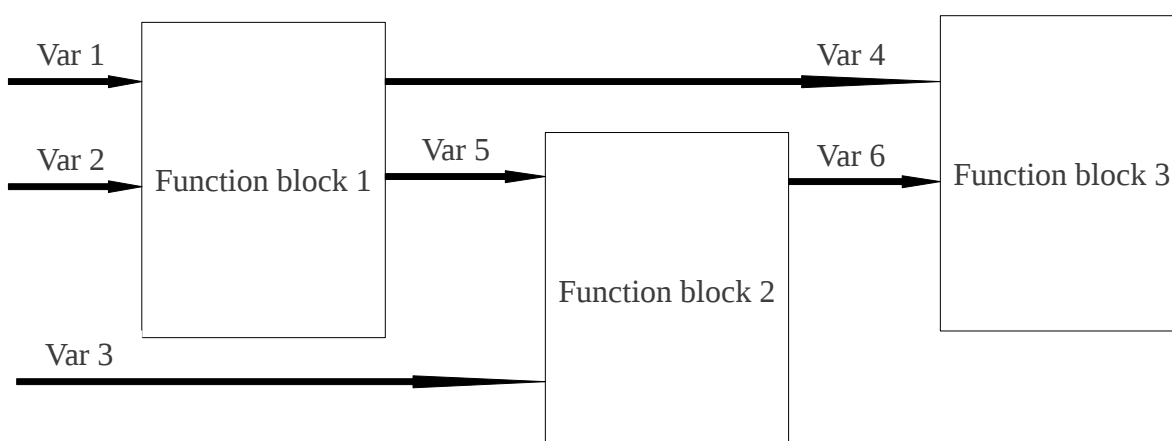 Var 1
Var 4
Var 2
Var 5
Var 6
Function block 1
Function block 3
Function block 2
Var 3